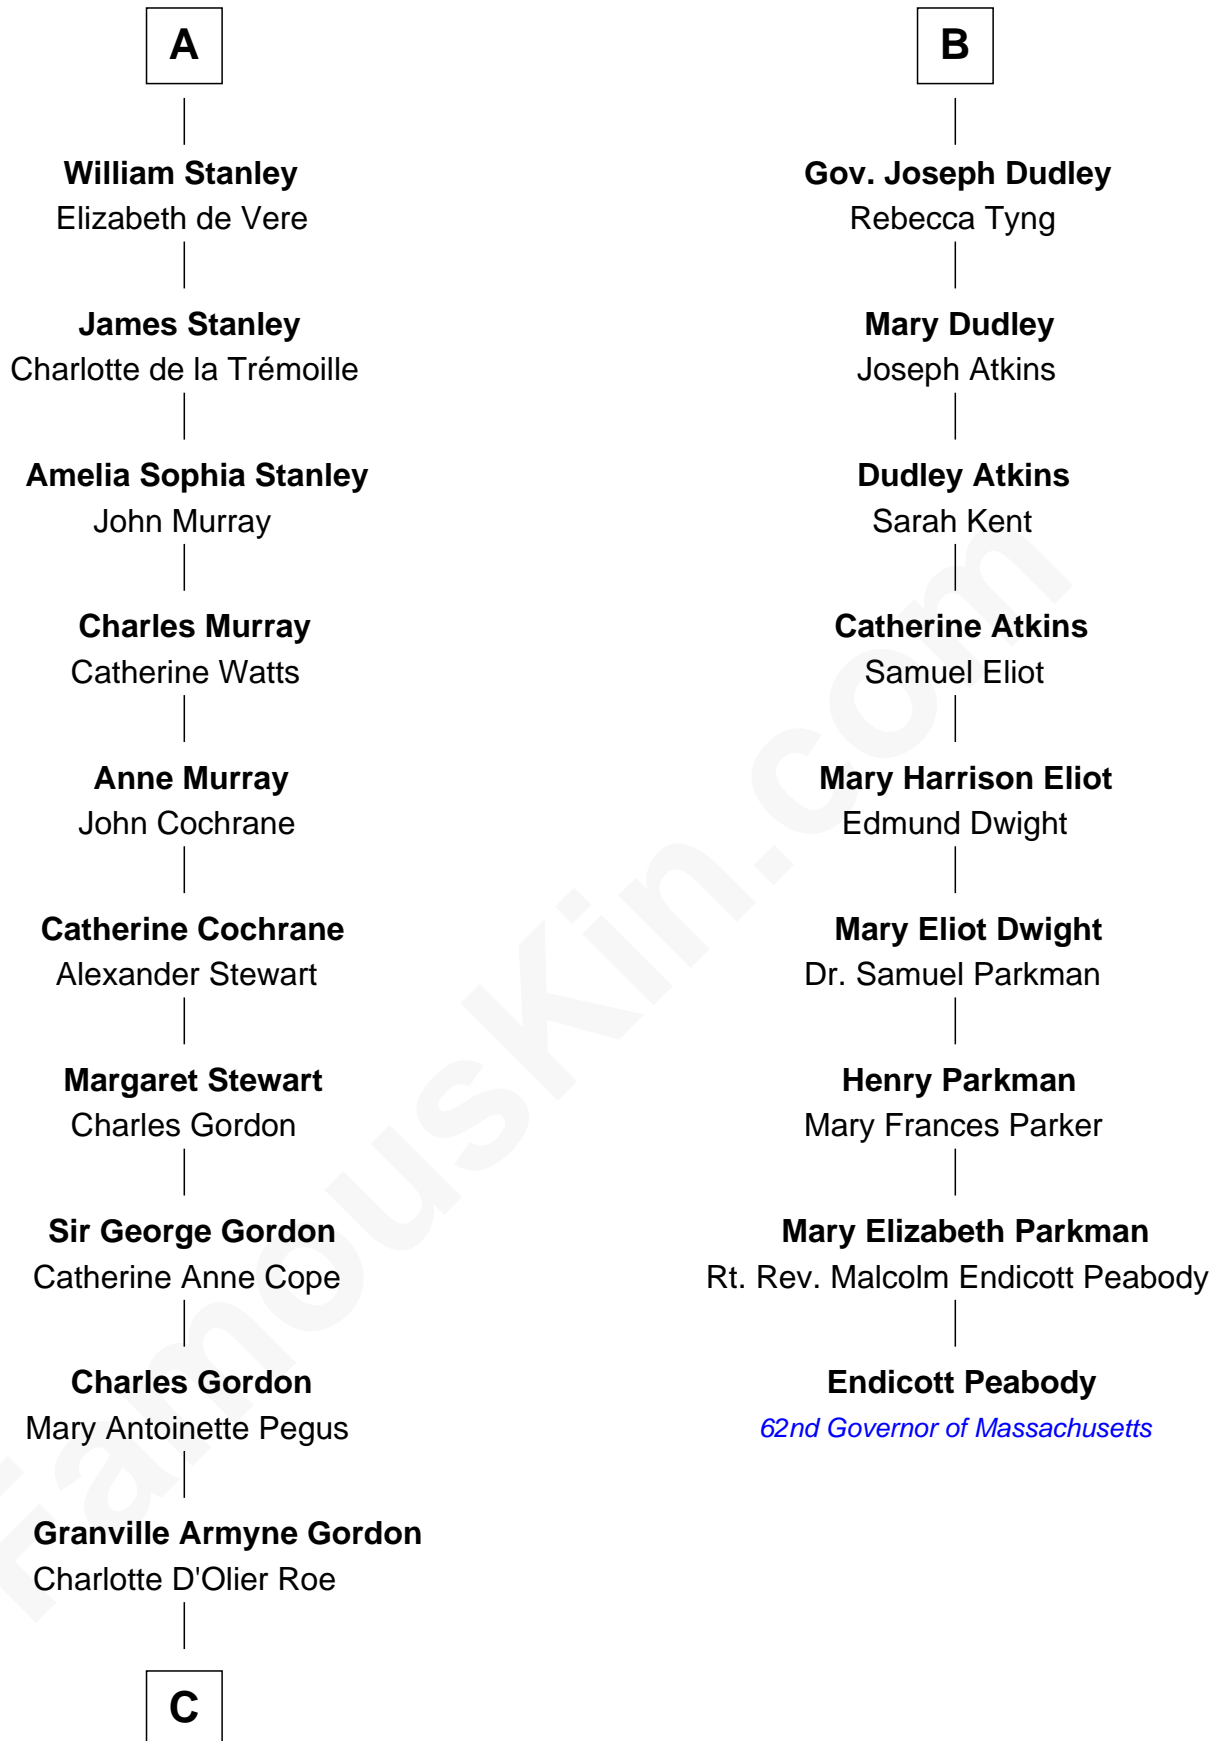 A
William Stanley
Elizabeth de Vere
James Stanley
Charlotte de la Trémoille
Amelia Sophia Stanley
John Murray
Charles Murray
Catherine Watts
Anne Murray
John Cochrane
Catherine Cochrane
Alexander Stewart
Margaret Stewart
Charles Gordon
Sir George Gordon
Catherine Anne Cope
Charles Gordon
Mary Antoinette Pegus
Granville Armyne Gordon
Charlotte D'Olier Roe
C
B
Gov. Joseph Dudley
Rebecca Tyng
Mary Dudley
Joseph Atkins
Dudley Atkins
Sarah Kent
Catherine Atkins
Samuel Eliot
Mary Harrison Eliot
Edmund Dwight
Mary Eliot Dwight
Dr. Samuel Parkman
Henry Parkman
Mary Frances Parker
Mary Elizabeth Parkman
Rt. Rev. Malcolm Endicott Peabody
Endicott Peabody
62nd Governor of Massachusetts
FamousKin.com